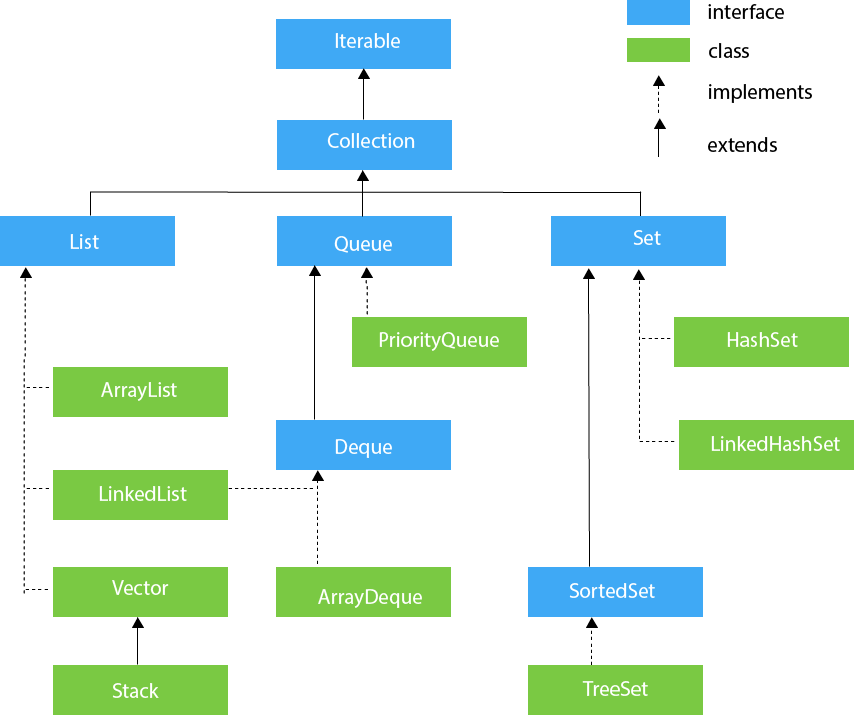 interface
Iterable
class
implements
Collection
extends
List
Queue
Set
PriorityQueue
HashSet
ArrayList
Deque
LinkedHashSet
LinkedList
Vector
ArrayDeque
SortedSet
Stack
TreeSet